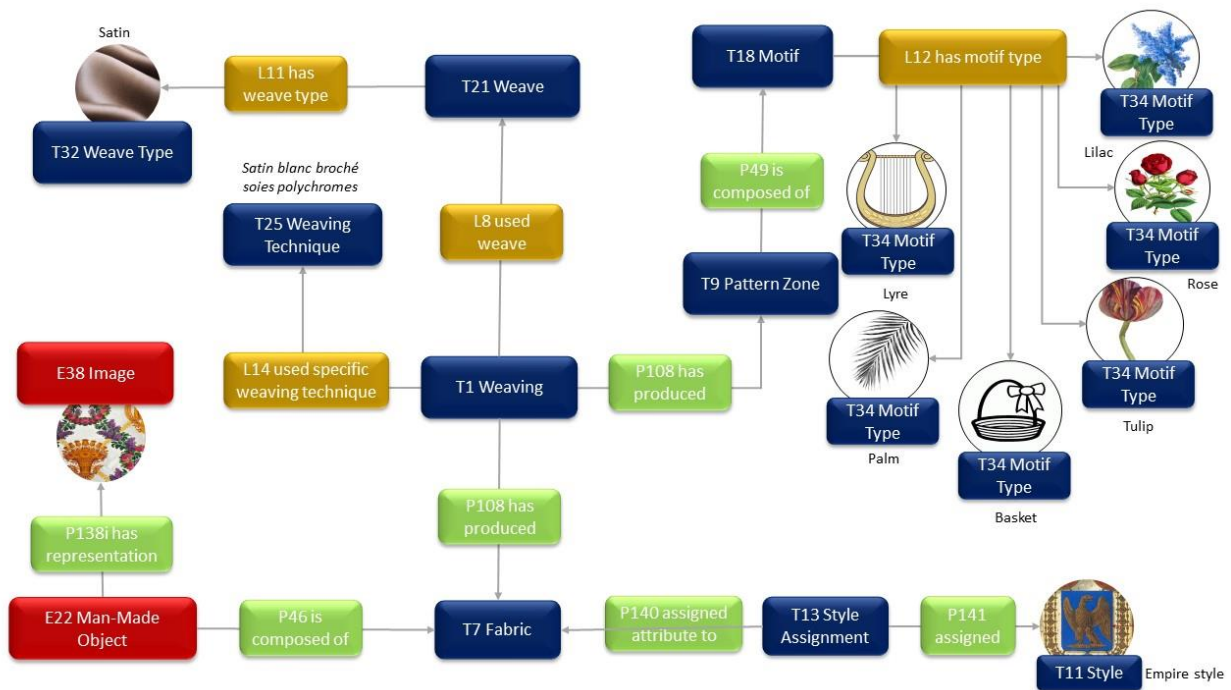 Satin
L11 has
weave type
T21 Weave
T32 Weave Type
T18 Motif
L12 has motif type
T34 Motif
Type
Lilac
P49 is
composed of
T34 Motif
Type
Lyre
T34 Motif
Type
Rose
Satin blanc broché
soies polychromes
T25 Weaving
Technique
L8 used
weave
T9 Pattern Zone
T34 Motif
Type
Tulip
E38 Image
L14 used specific
weaving technique
T1 Weaving
P108 has
produced
T34 Motif
Type
Palm
T34 Motif
Type
Basket
P138i has
representation
P108 has
produced
E22 Man-Made
Object
P46 is
composed of
T7 Fabric
P140 assigned
attribute to
T13 Style
Assignment
P141
assigned
T11 Style
Empire style